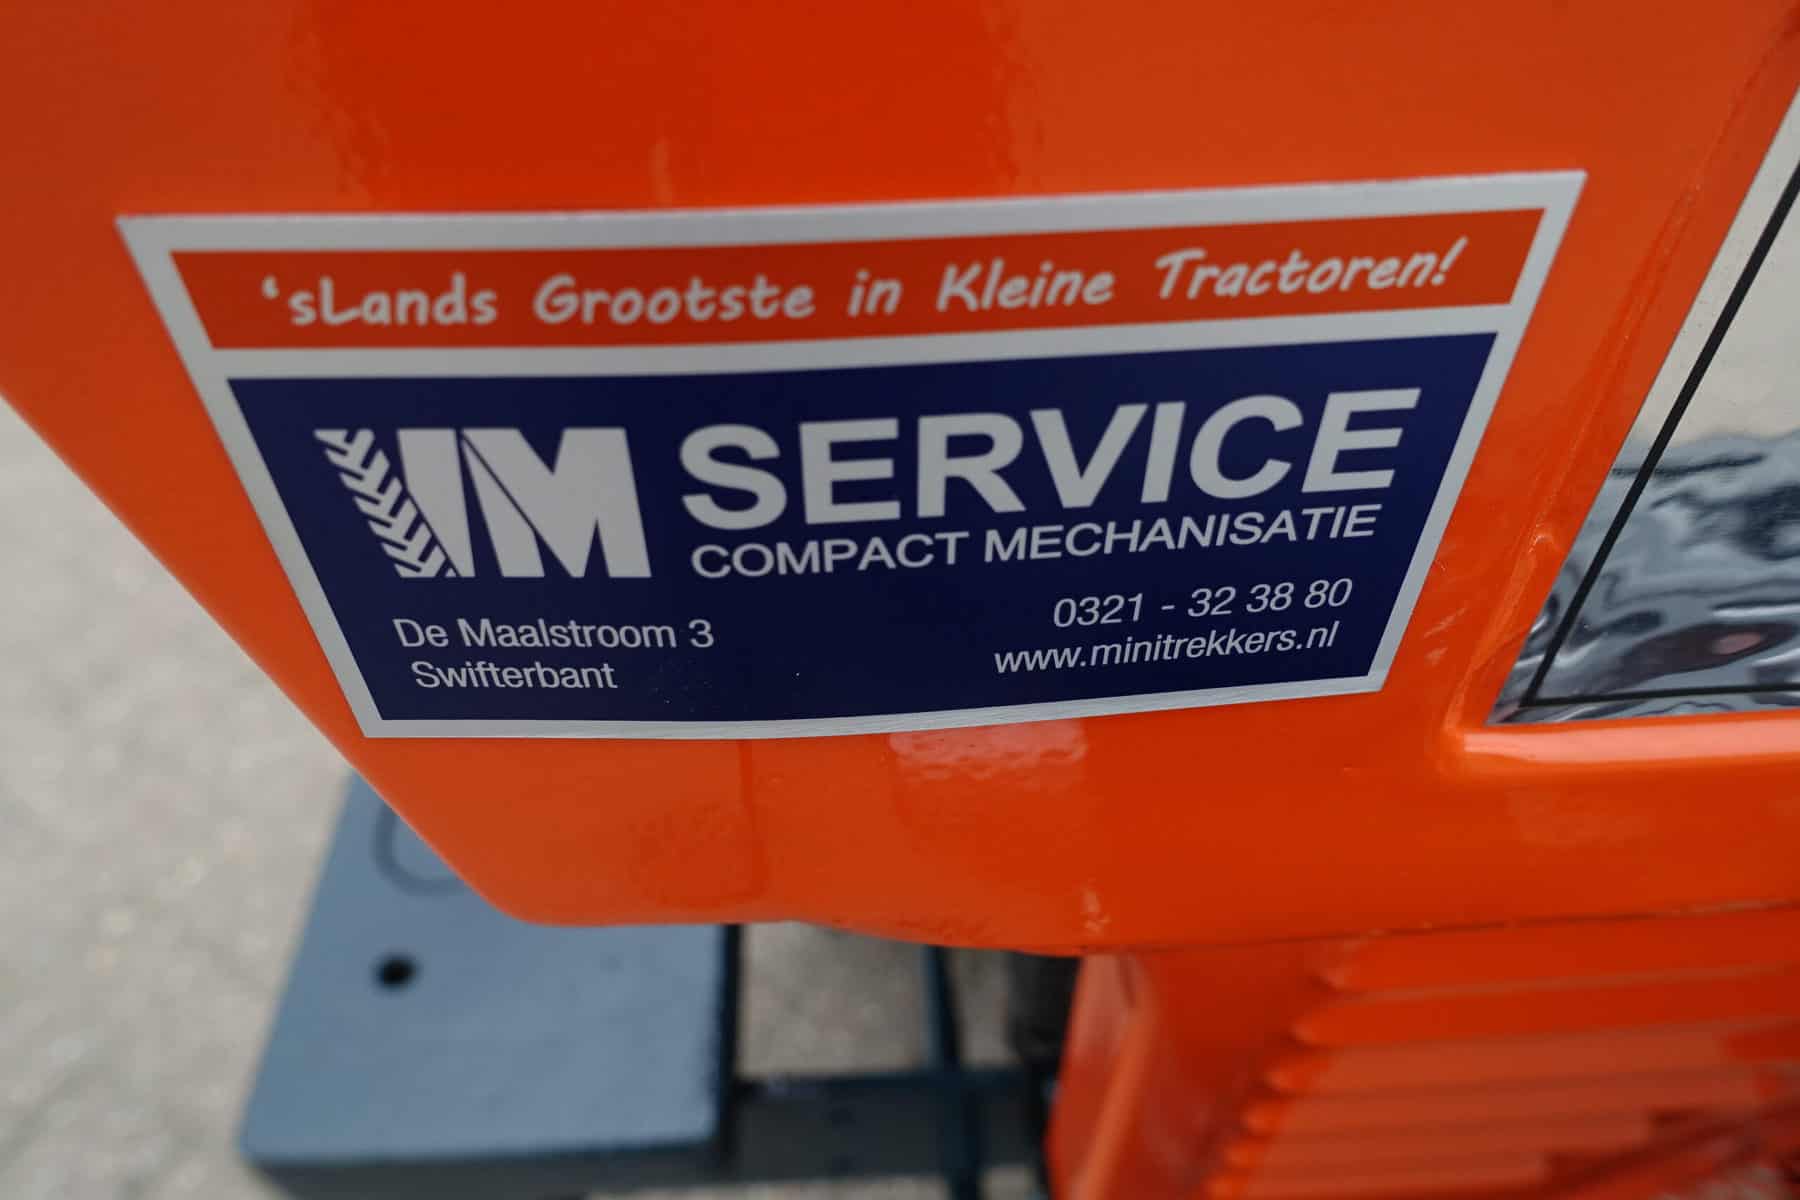 ‘sLands Grootste in Kleine Tractoren!
IM SERVICE
COMPACT MECHANISATIE
De Maalstroom 3
Swifterbant
0321 - 32 38 80
www.minitrekkers.nl